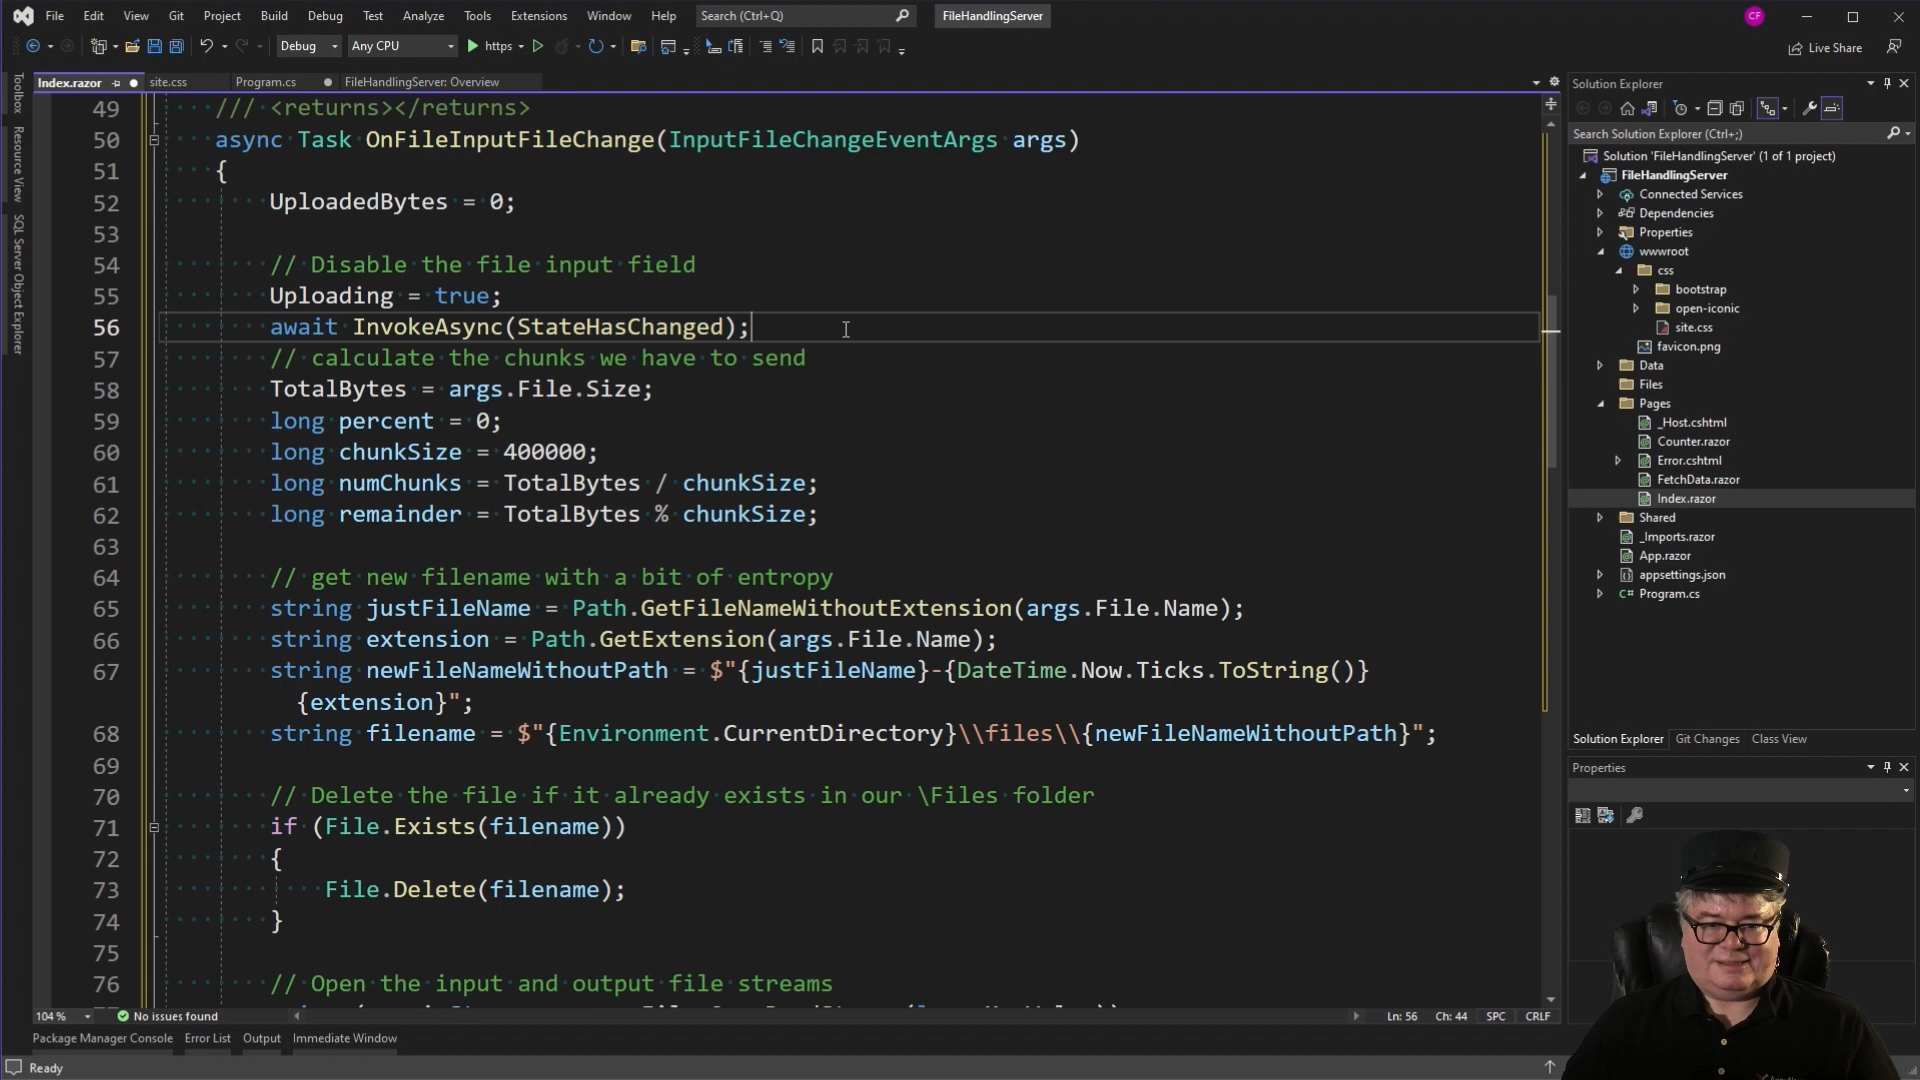 File Edit View Git Project Build Debug Test Analyze Tools Extensions Window Help Search (Ctrl+Q) FileHandlingServer CF
Debug Any CPU https Live Share
Index.razor site.css Program.cs FileHandlingServer: Overview
Toolbox
Resource View
SQL Server Object Explorer
49 /// <returns></returns>
50 async Task OnFileInputFileChange(InputFileChangeEventArgs args)
51 {
52 UploadedBytes = 0;
53
54 // Disable the file input field
55 Uploading = true;
56 await InvokeAsync(StateHasChanged);
57 // calculate the chunks we have to send
58 TotalBytes = args.File.Size;
59 long percent = 0;
60 long chunkSize = 400000;
61 long numChunks = TotalBytes / chunkSize;
62 long remainder = TotalBytes % chunkSize;
63
64 // get new filename with a bit of entropy
65 string justFileName = Path.GetFileNameWithoutExtension(args.File.Name);
66 string extension = Path.GetExtension(args.File.Name);
67 string newFileNameWithoutPath = $"{justFileName}-{DateTime.Now.Ticks.ToString()}
{extension}";
68 string filename = $"{Environment.CurrentDirectory}\\files\\{newFileNameWithoutPath}";
69
70 // Delete the file if it already exists in our \Files folder
71 if (File.Exists(filename))
72 {
73 File.Delete(filename);
74 }
75
76 // Open the input and output file streams
104 % No issues found Ln: 56 Ch: 44 SPC CRLF
Package Manager Console Error List Output Immediate Window
Ready
Solution Explorer
Search Solution Explorer (Ctrl+;)
Solution 'FileHandlingServer' (1 of 1 project)
FileHandlingServer
Connected Services
Dependencies
Properties
wwwroot
css
bootstrap
open-iconic
site.css
favicon.png
Data
Files
Pages
_Host.cshtml
Counter.razor
Error.cshtml
FetchData.razor
Index.razor
Shared
_Imports.razor
App.razor
appsettings.json
C# Program.cs
Solution Explorer Git Changes Class View
Properties